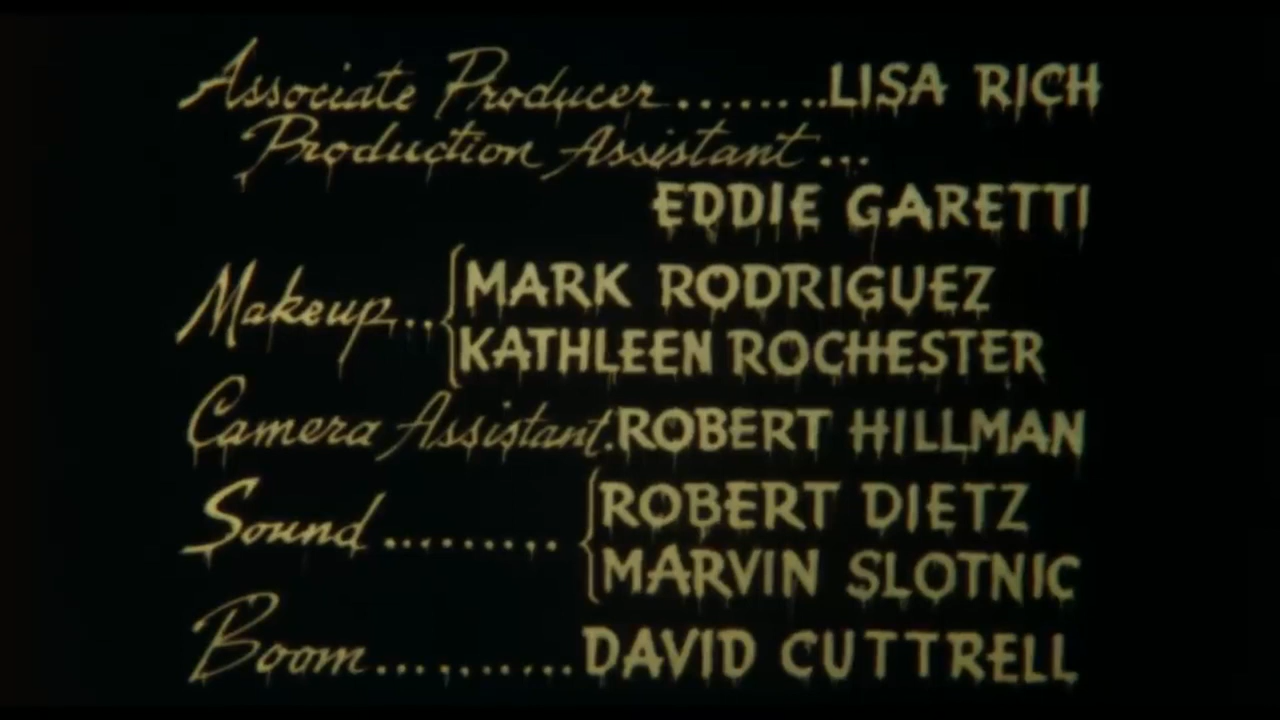 Associate Producer........LISA RICH
Production Assistant...
EDDIE GARETTI
Makeup..{MARK RODRIGUEZ
KATHLEEN ROCHESTER
Camera Assistant.ROBERT HILLMAN
Sound.........{ROBERT DIETZ
MARVIN SLOTNIC
Boom..........DAVID CUTTRELL